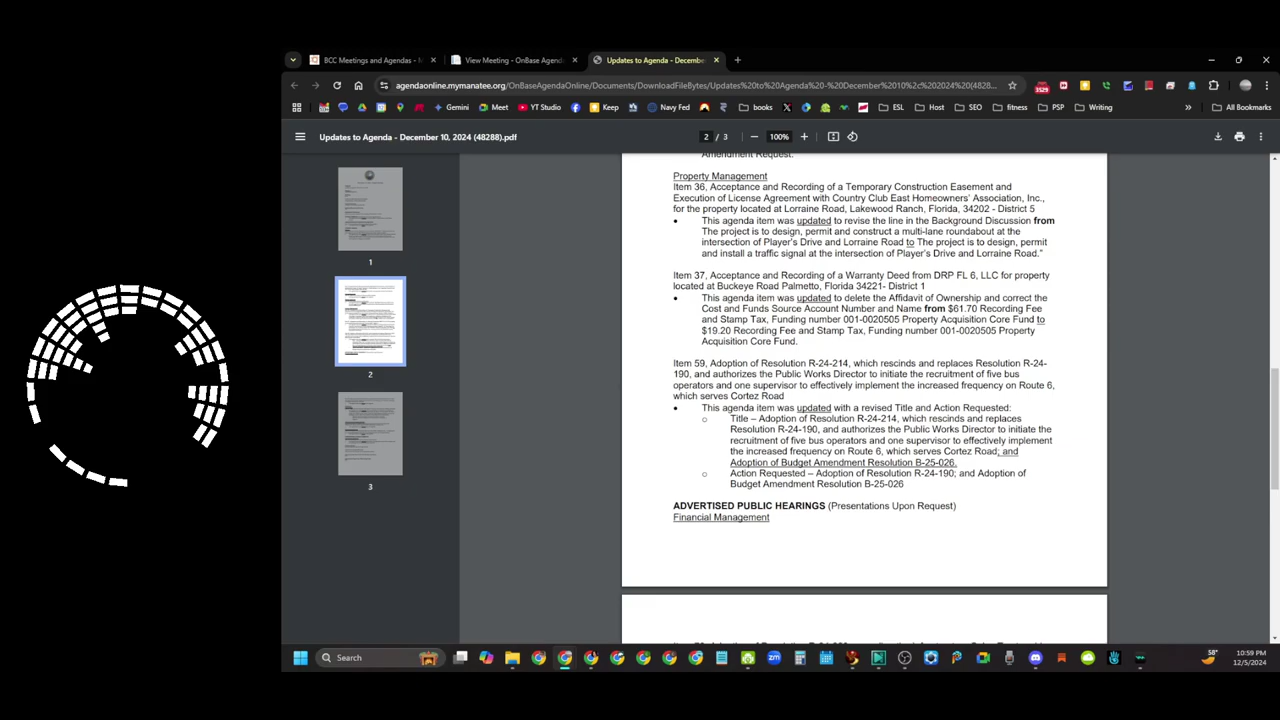 BCC Meetings and Agendas -
View Meeting - OnBase Agenda
Updates to Agenda - Decembe
agendaonline.mymanatee.org/OnBaseAgendaOnline/Documents/DownloadFileBytes/Updates%20to%20Agenda%20-%20December%2010%2c%202024%20(4828...
Gemini
Meet
YT Studio
Keep
Navy Fed
books
ESL
Host
SEO
fitness
PSP
Writing
All Bookmarks
Updates to Agenda - December 10, 2024 (48288).pdf
2 / 3
100%
Amendment Request.
Property Management
Item 36, Acceptance and Recording of a Temporary Construction Easement and
Execution of License Agreement with Country Club East Homeowners' Association, Inc.,
for the property located at Lorraine Road, Lakewood Ranch, Florida, 34202 - District 5
• This agenda item was updated to revise the line in the Background Discussion from
The project is to design, permit and construct a multi-lane roundabout at the
intersection of Player's Drive and Lorraine Road to The project is to design, permit
and install a traffic signal at the intersection of Player's Drive and Lorraine Road."
Item 37, Acceptance and Recording of a Warranty Deed from DRP FL 6, LLC for property
located at Buckeye Road Palmetto, Florida 34221- District 1
• This agenda item was updated to delete the Affidavit of Ownership and correct the
Cost and Funds Source Account Number and Name from $61.70 Recording Fee
and Stamp Tax, Funding number 001-0020505 Property Acquisition Core Fund to
$19.20 Recording Fee and Stamp Tax, Funding number 001-0020505 Property
Acquisition Core Fund.
Item 59, Adoption of Resolution R-24-214, which rescinds and replaces Resolution R-24-
190, and authorizes the Public Works Director to initiate the recruitment of five bus
operators and one supervisor to effectively implement the increased frequency on Route 6,
which serves Cortez Road
• This agenda item was updated with a revised Title and Action Requested:
o Title – Adoption of Resolution R-24-214, which rescinds and replaces
Resolution R-24-190, and authorizes the Public Works Director to initiate the
recruitment of five bus operators and one supervisor to effectively implement
the increased frequency on Route 6, which serves Cortez Road; and
Adoption of Budget Amendment Resolution B-25-026.
o Action Requested – Adoption of Resolution R-24-190; and Adoption of
Budget Amendment Resolution B-25-026
ADVERTISED PUBLIC HEARINGS (Presentations Upon Request)
Financial Management
1
2
3
Search
58°
10:59 PM
12/5/2024